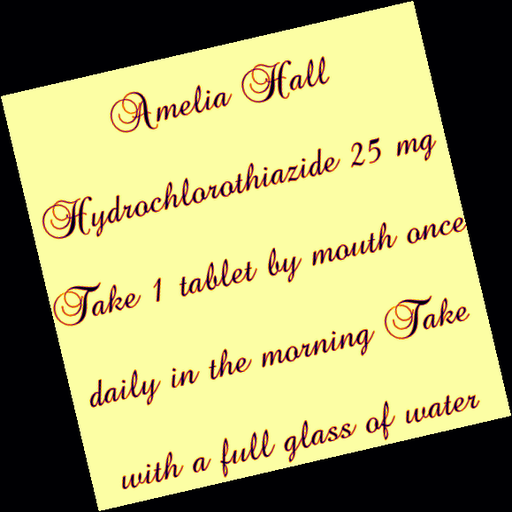 Amelia Hall
Hydrochlorothiazide 25 mg
Take 1 tablet by mouth once
daily in the morning Take
with a full glass of water